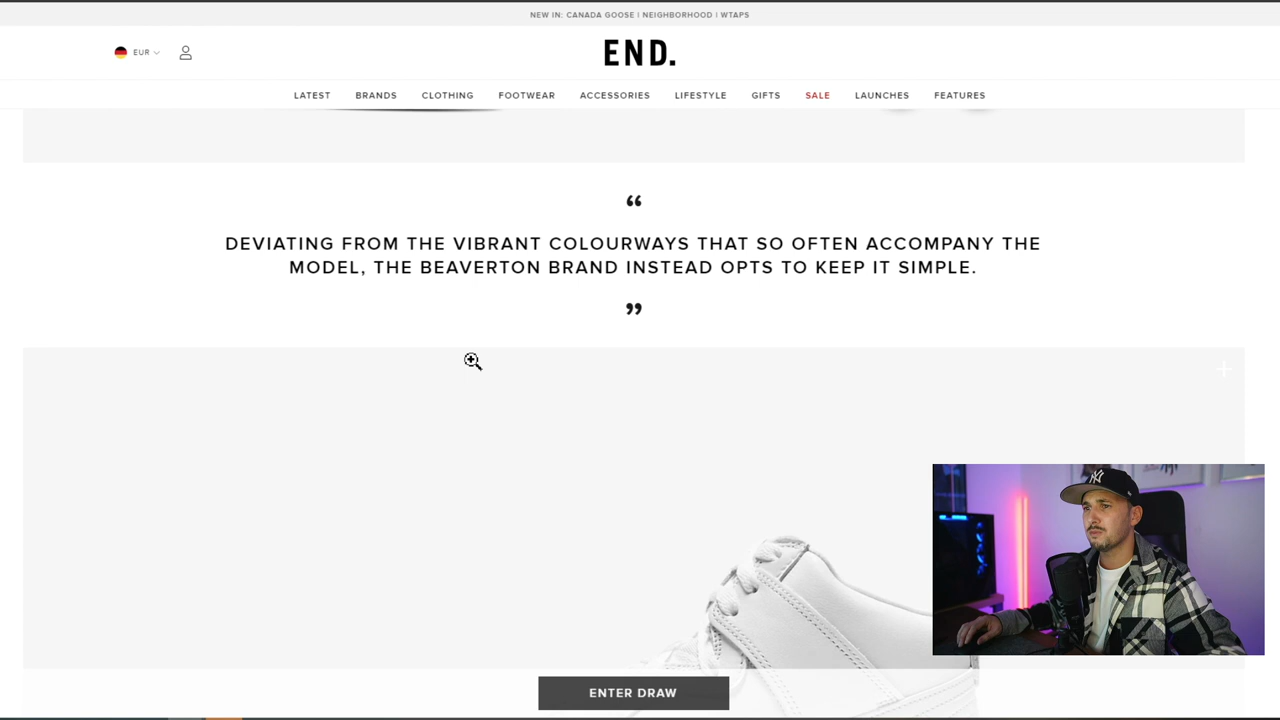 NEW IN: CANADA GOOSE | NEIGHBORHOOD | WTAPS
EUR
END.
LATEST BRANDS CLOTHING FOOTWEAR ACCESSORIES LIFESTYLE GIFTS SALE LAUNCHES FEATURES
“
DEVIATING FROM THE VIBRANT COLOURWAYS THAT SO OFTEN ACCOMPANY THE
MODEL, THE BEAVERTON BRAND INSTEAD OPTS TO KEEP IT SIMPLE.
”
NY
ENTER DRAW